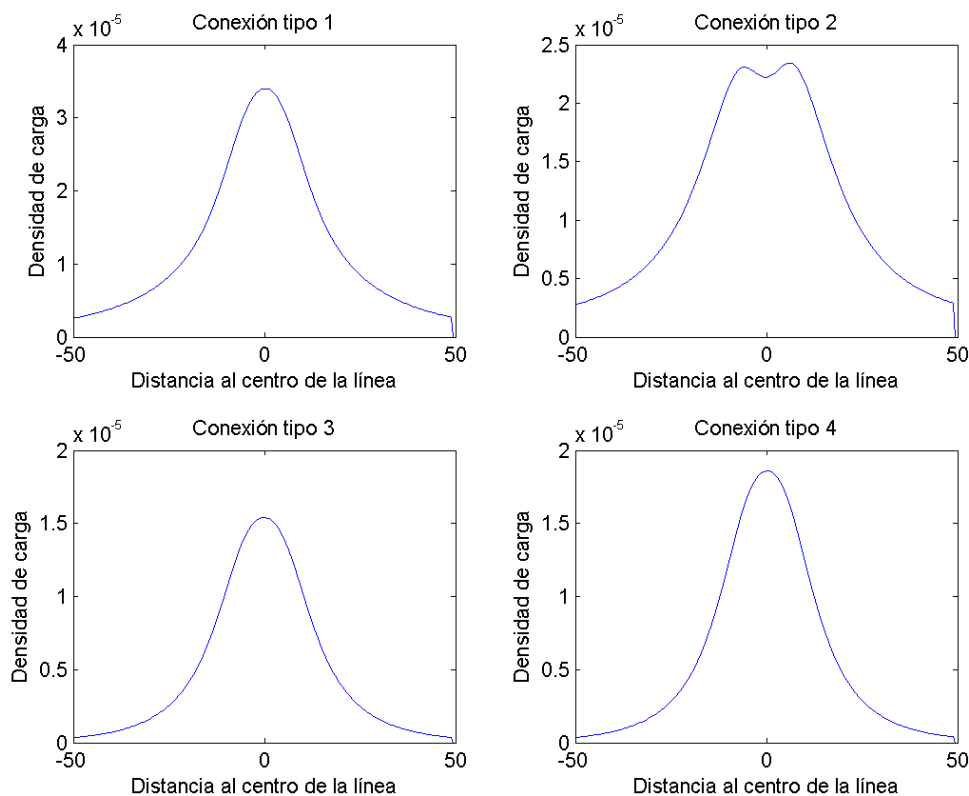 Conexión tipo 1
x 10-5
4
3
2
1
0
-50
0
50
Densidad de carga
Distancia al centro de la línea
Conexión tipo 2
x 10-5
2.5
2
1.5
1
0.5
0
-50
0
50
Densidad de carga
Distancia al centro de la línea
Conexión tipo 3
x 10-5
2
1.5
1
0.5
0
-50
0
50
Densidad de carga
Distancia al centro de la línea
Conexión tipo 4
x 10-5
2
1.5
1
0.5
0
-50
0
50
Densidad de carga
Distancia al centro de la línea